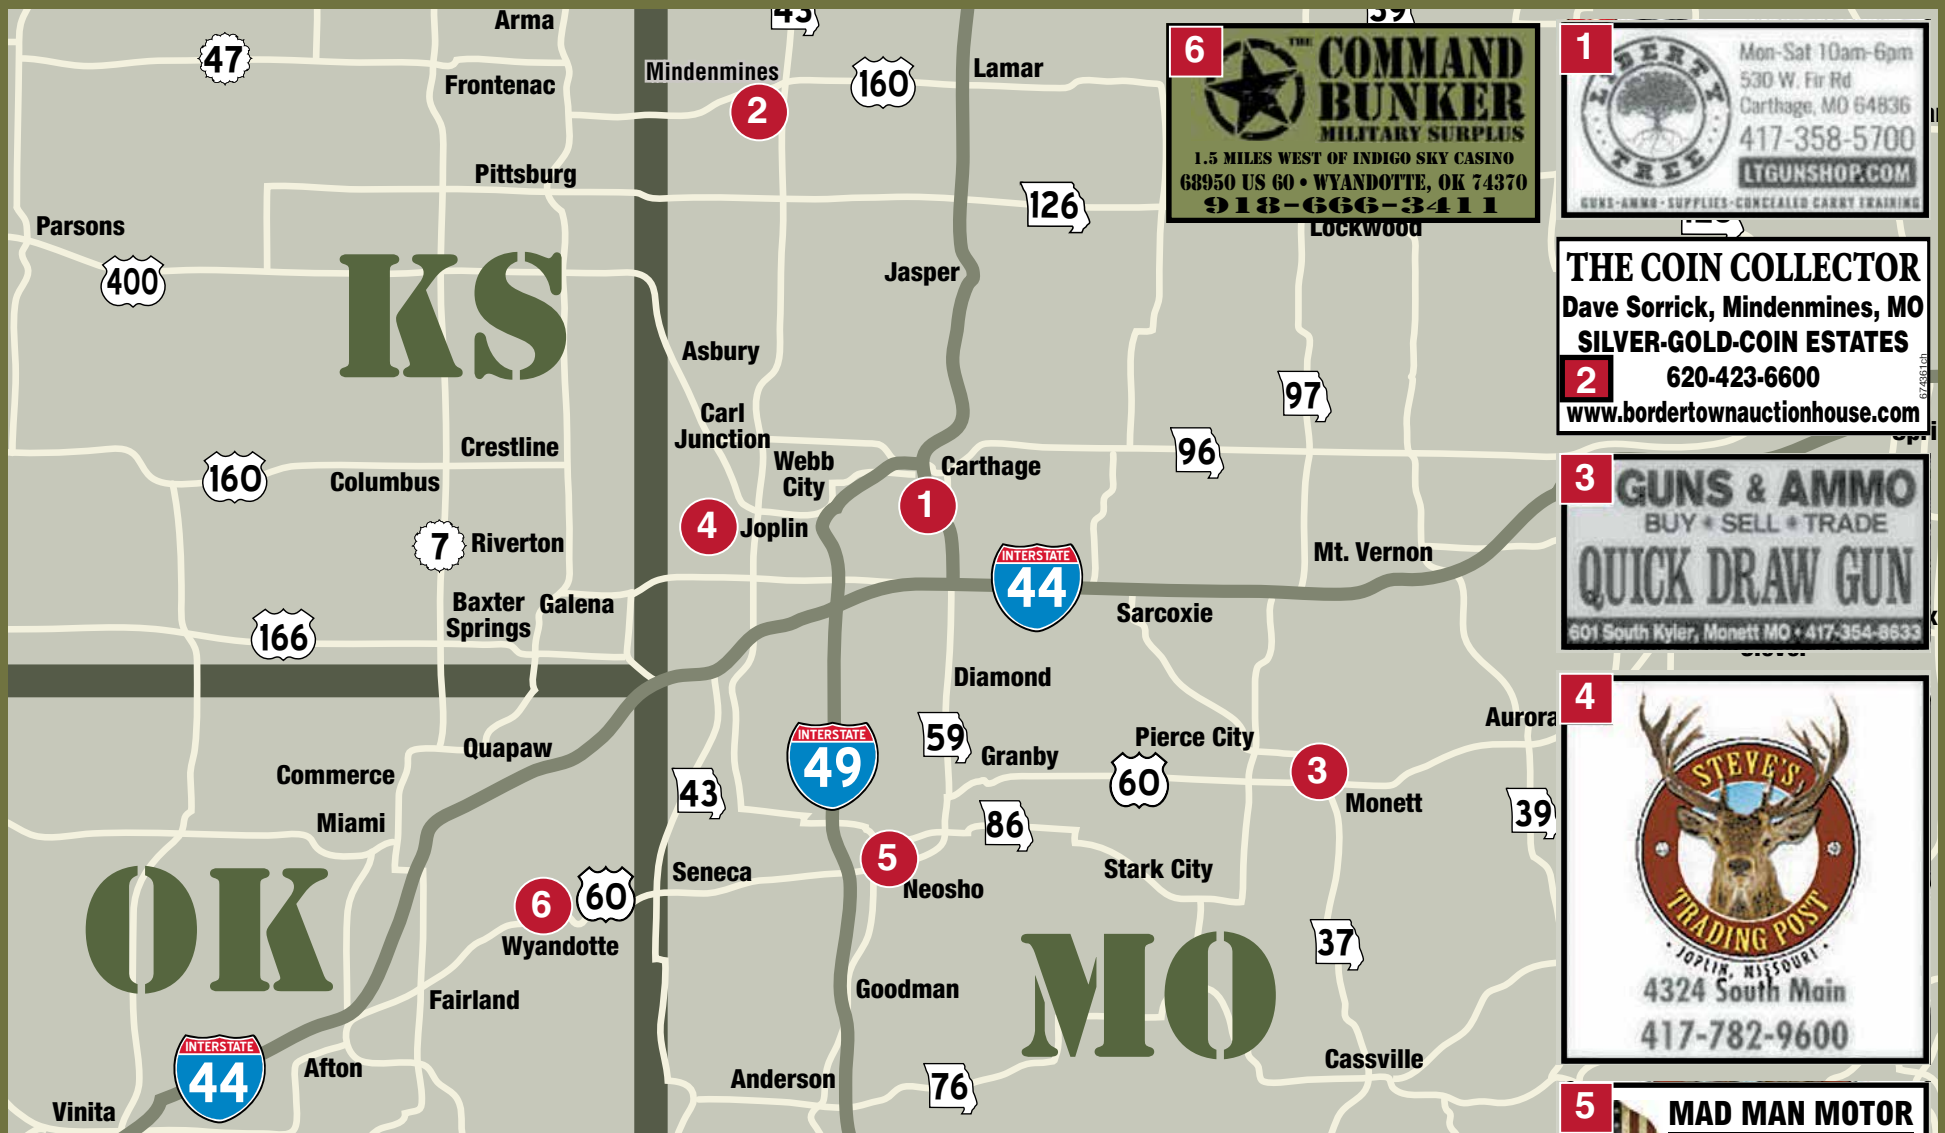 Arma
43
39
47
Mindenmines
160
Lamar
Frontenac
2
Pittsburg
126
Parsons
400
KS
Jasper
Lockwood
Asbury
97
Carl
Junction
Crestline
Webb
City
Carthage
96
160
Columbus
1
4
Joplin
7
Riverton
INTERSTATE
44
Mt. Vernon
Baxter
Springs
Galena
166
Sarcoxie
Diamond
Aurora
Quapaw
INTERSTATE
49
59
Granby
Pierce City
60
3
Commerce
43
Monett
39
Miami
86
5
Seneca
Stark City
OK
6
60
Neosho
Wyandotte
37
MO
Goodman
Fairland
INTERSTATE
44
Afton
Anderson
76
Cassville
Vinita
6
THE
COMMAND
BUNKER
MILITARY SURPLUS
1.5 MILES WEST OF INDIGO SKY CASINO
68950 US 60 • WYANDOTTE, OK 74370
918-666-3411
1
LIBERTY
TREE
Mon-Sat 10am-6pm
530 W. Fir Rd
Carthage, MO 64836
417-358-5700
LTGUNSHOP.COM
GUNS-AMMO-SUPPLIES-CONCEALED CARRY TRAINING
THE COIN COLLECTOR
Dave Sorrick, Mindenmines, MO
SILVER-GOLD-COIN ESTATES
2
620-423-6600
www.bordertownauctionhouse.com
674361ch
3
GUNS & AMMO
BUY * SELL * TRADE
QUICK DRAW GUN
601 South Kyler, Monett MO • 417-354-8633
4
STEVE'S
TRADING POST
• JOPLIN, MISSOURI •
4324 South Main
417-782-9600
5
MAD MAN MOTOR